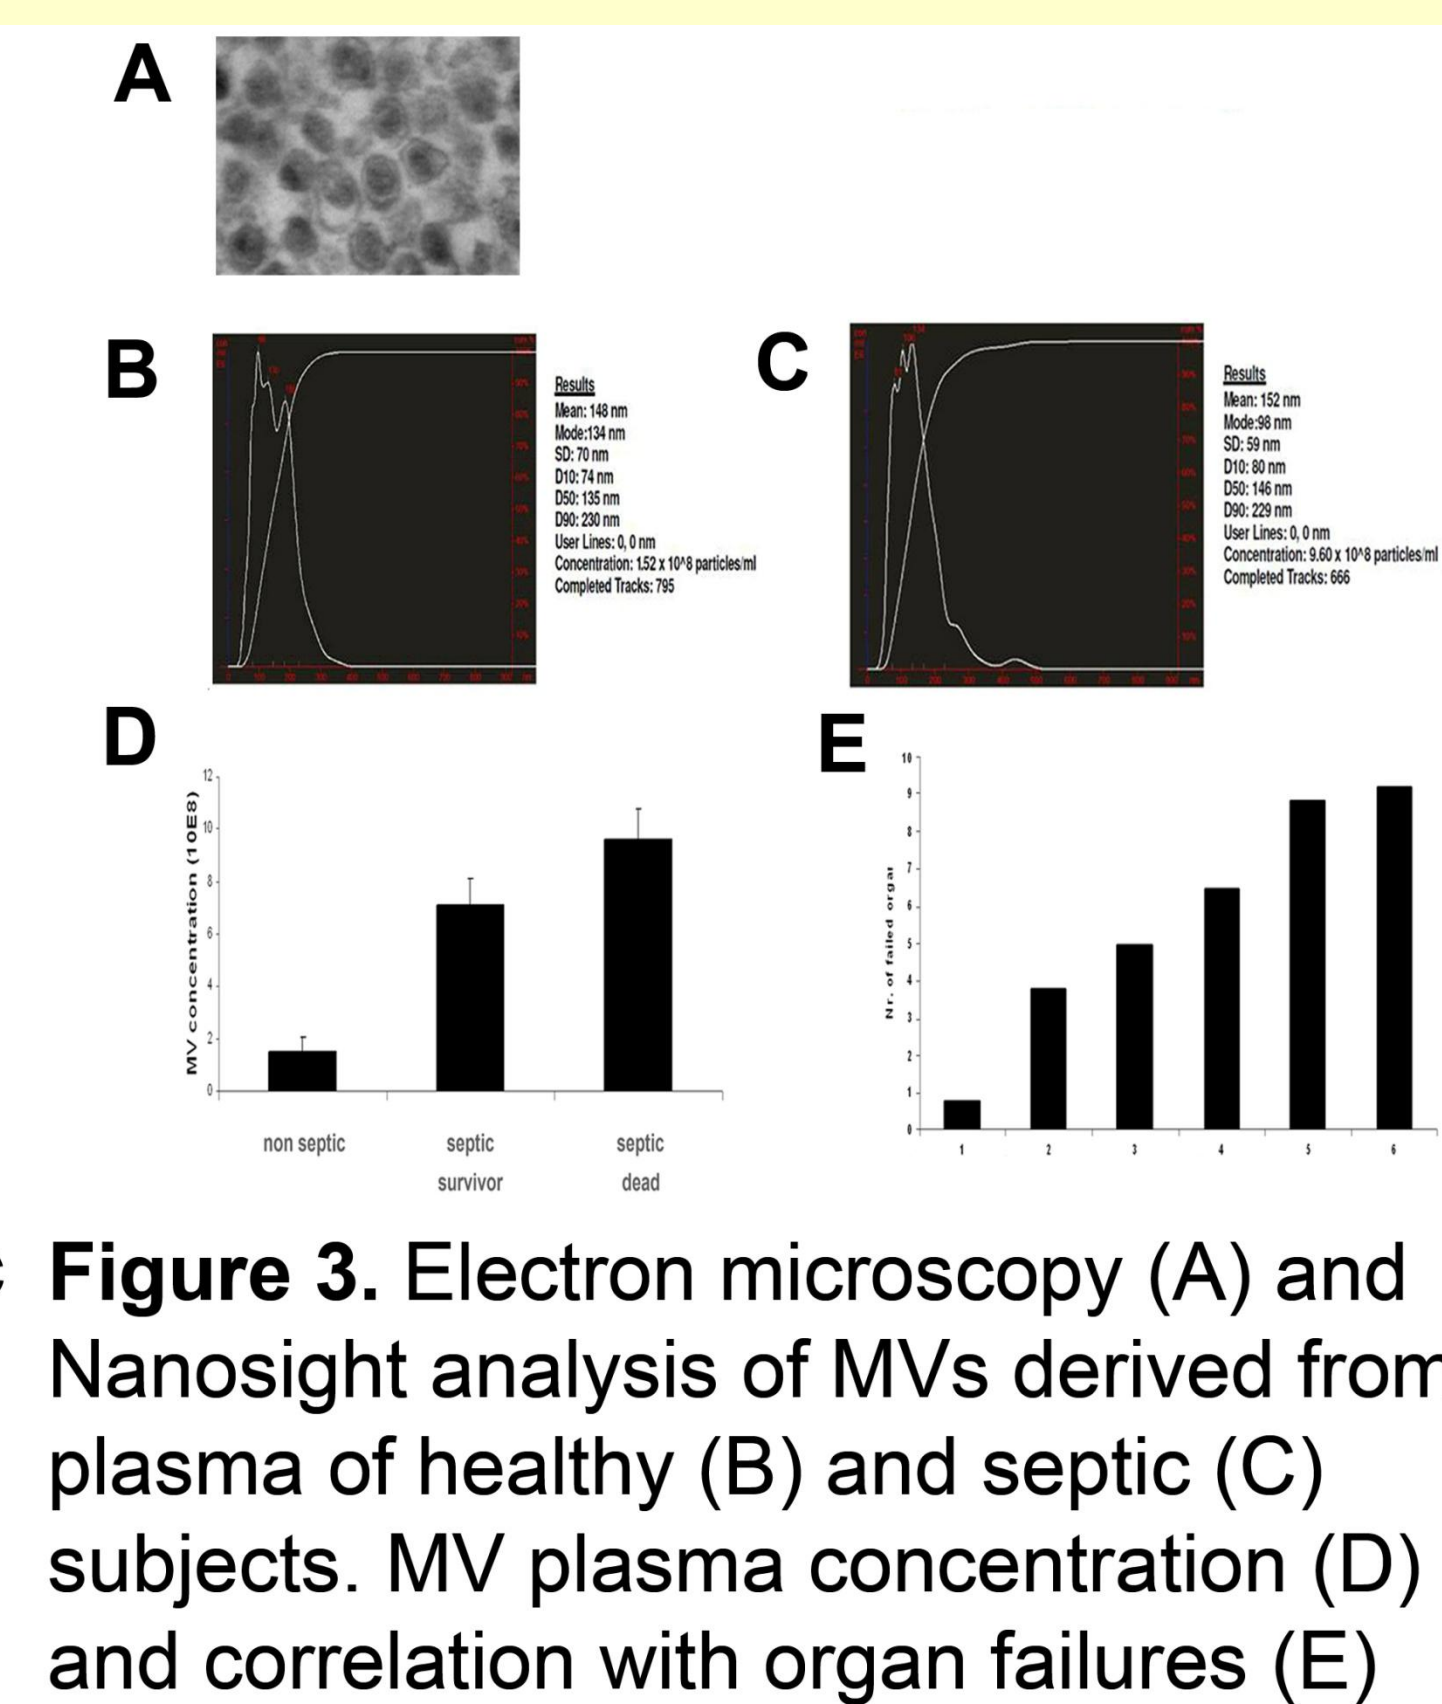 A
B
Results
Mean: 148 nm
Mode:134 nm
SD: 70 nm
D10: 74 nm
D50: 135 nm
D90: 230 nm
User Lines: 0, 0 nm
Concentration: 1.52 x 10^8 particles/ml
Completed Tracks: 795
C
134
Results
Mean: 152 nm
Mode:98 nm
SD: 59 nm
D10: 80 nm
D50: 146 nm
D90: 229 nm
User Lines: 0, 0 nm
Concentration: 9.60 x 10^8 particles/ml
Completed Tracks: 666
D
MV concentration (10E8)
12
10
8
6
4
2
0
non septic
septic survivor
septic dead
E
Nr. of failed orgar
10
9
8
7
6
5
4
3
2
1
0
1 2 3 4 5 6
Figure 3. Electron microscopy (A) and
Nanosight analysis of MVs derived from
plasma of healthy (B) and septic (C)
subjects. MV plasma concentration (D)
and correlation with organ failures (E)